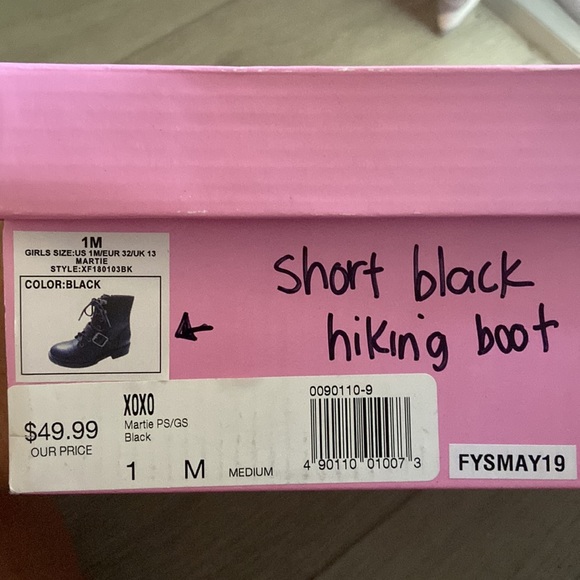 1M
GIRLS SIZE:US 1M/EUR 32/UK 13
MARTIE
STYLE:XF180103BK
COLOR:BLACK
short black
hiking boot
$49.99
OUR PRICE
XOXO
Martie PS/GS
Black
1 M MEDIUM
0090110-9
4 90110 01007 3
FYSMAY19